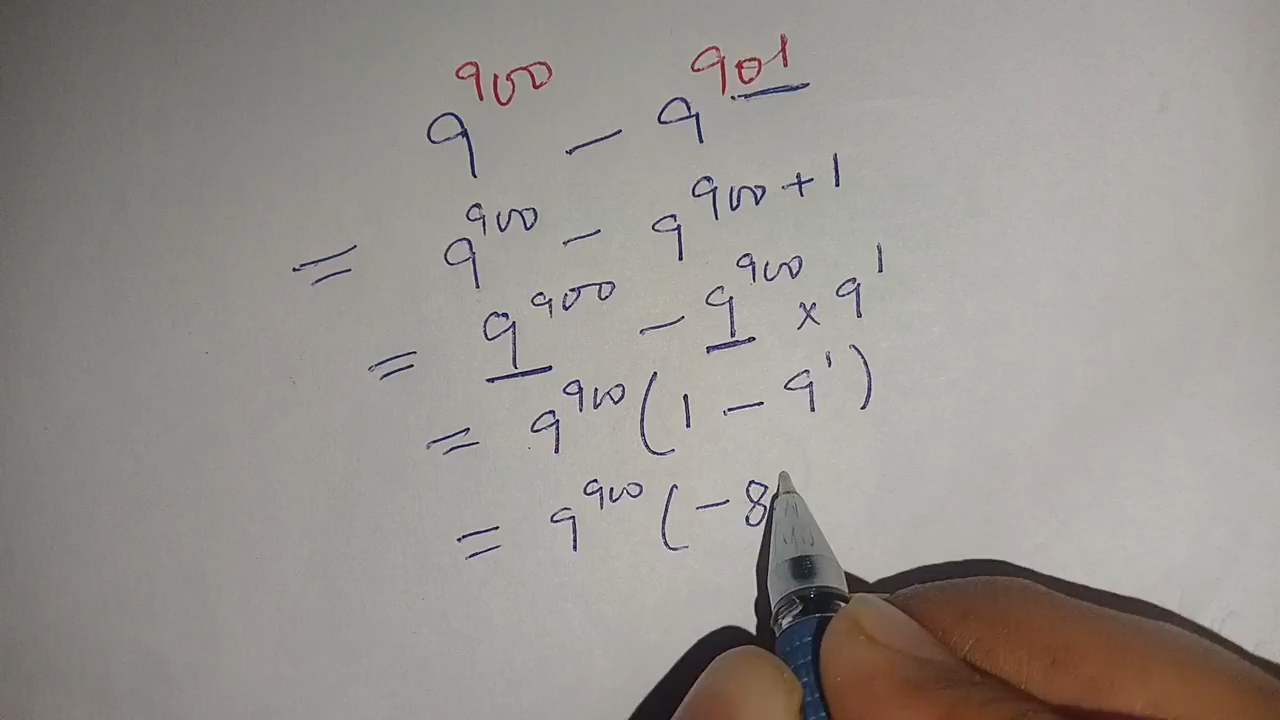 9^900 - 9^901
= 9^900 - 9^900+1
= 9^900 - 9^900 × 9^1
= 9^900 (1 - 9^1)
= 9^900 (-8